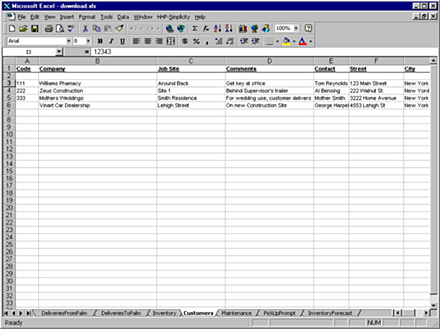 Microsoft Excel - download.xls
File Edit View Insert Format Tools Data Window HHP-Simplicity Help
100%
Arial 8 B I U
I3 = 12343
A B C D E F G
1 Code Company Job Site Comments Contact Street City
2
3 111 Williams Phamacy Around Back Get key at office Tom Reynolds 123 Main Street New York
4 222 Zeus Construction Site 1 Behind Supervisor's trailer Al Bensing 222 Walnut St. New York
5 333 Mothers Weddings Smith Residence For wedding use, customer delivers Mother Smith 3222 Home Avenue New York
6 Vinart Car Dealership Lehigh Street On new Construction Site George Harpel 4553 Lehigh St New York
7
8
9
10
11
12
13
14
15
16
17
18
19
20
21
22
23
24
25
26
27
28
29
30
31
32
33
DeliveriesFromPalm DeliveriesToPalm Inventory Customers Maintenance PickUpPrompt InventoryForecast
Ready NUM